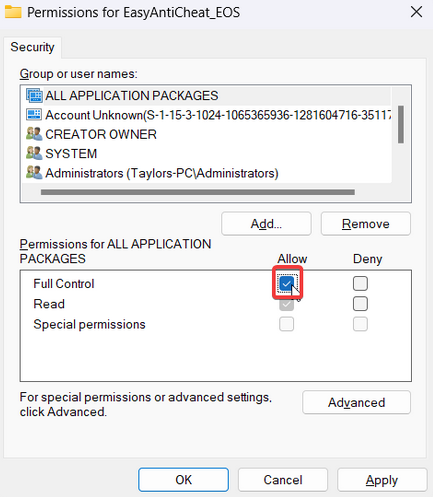 Permissions for EasyAntiCheat_EOS
Security
Group or user names:
ALL APPLICATION PACKAGES
Account Unknown(S-1-15-3-1024-1065365936-1281604716-35117
CREATOR OWNER
SYSTEM
Administrators (Taylors-PC\Administrators)
Add...
Remove
Permissions for ALL APPLICATION
PACKAGES
Allow
Deny
Full Control
Read
Special permissions
For special permissions or advanced settings,
click Advanced.
Advanced
OK
Cancel
Apply